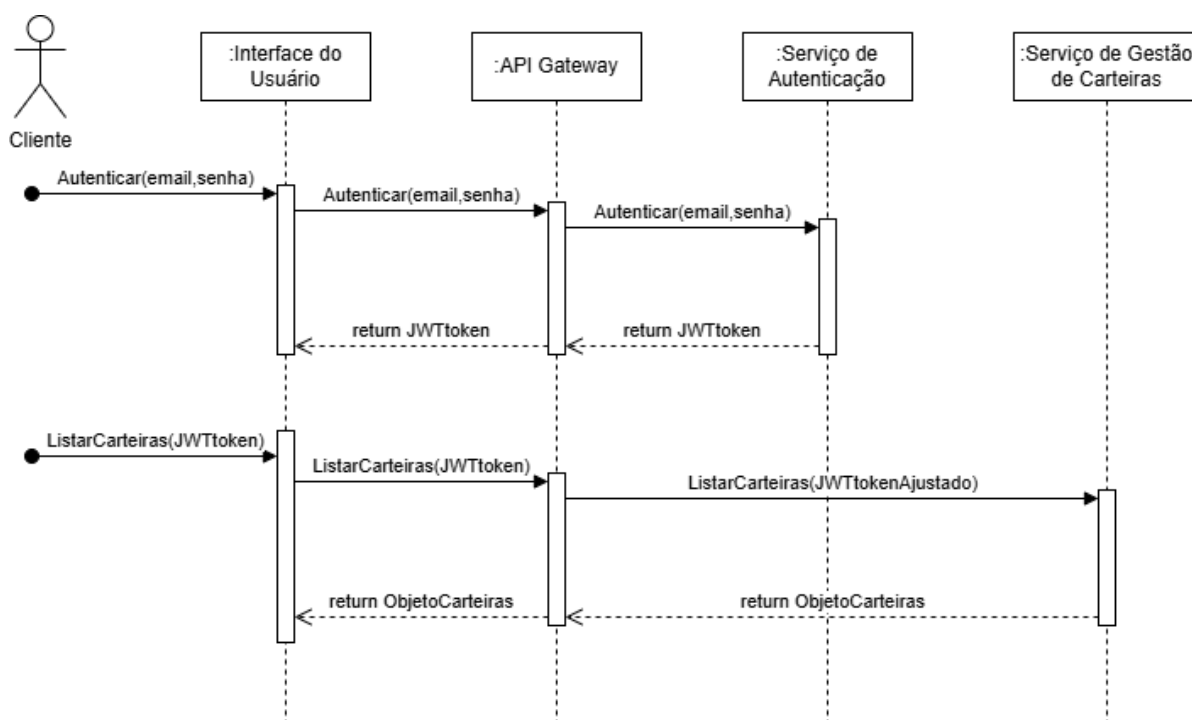 :Interface do
Usuário
:API Gateway
:Serviço de
Autenticação
:Serviço de Gestão
de Carteiras
Cliente
Autenticar(email,senha)
Autenticar(email,senha)
Autenticar(email,senha)
return JWTtoken
return JWTtoken
ListarCarteiras(JWTtoken)
ListarCarteiras(JWTtoken)
ListarCarteiras(JWTtokenAjustado)
return ObjetoCarteiras
return ObjetoCarteiras